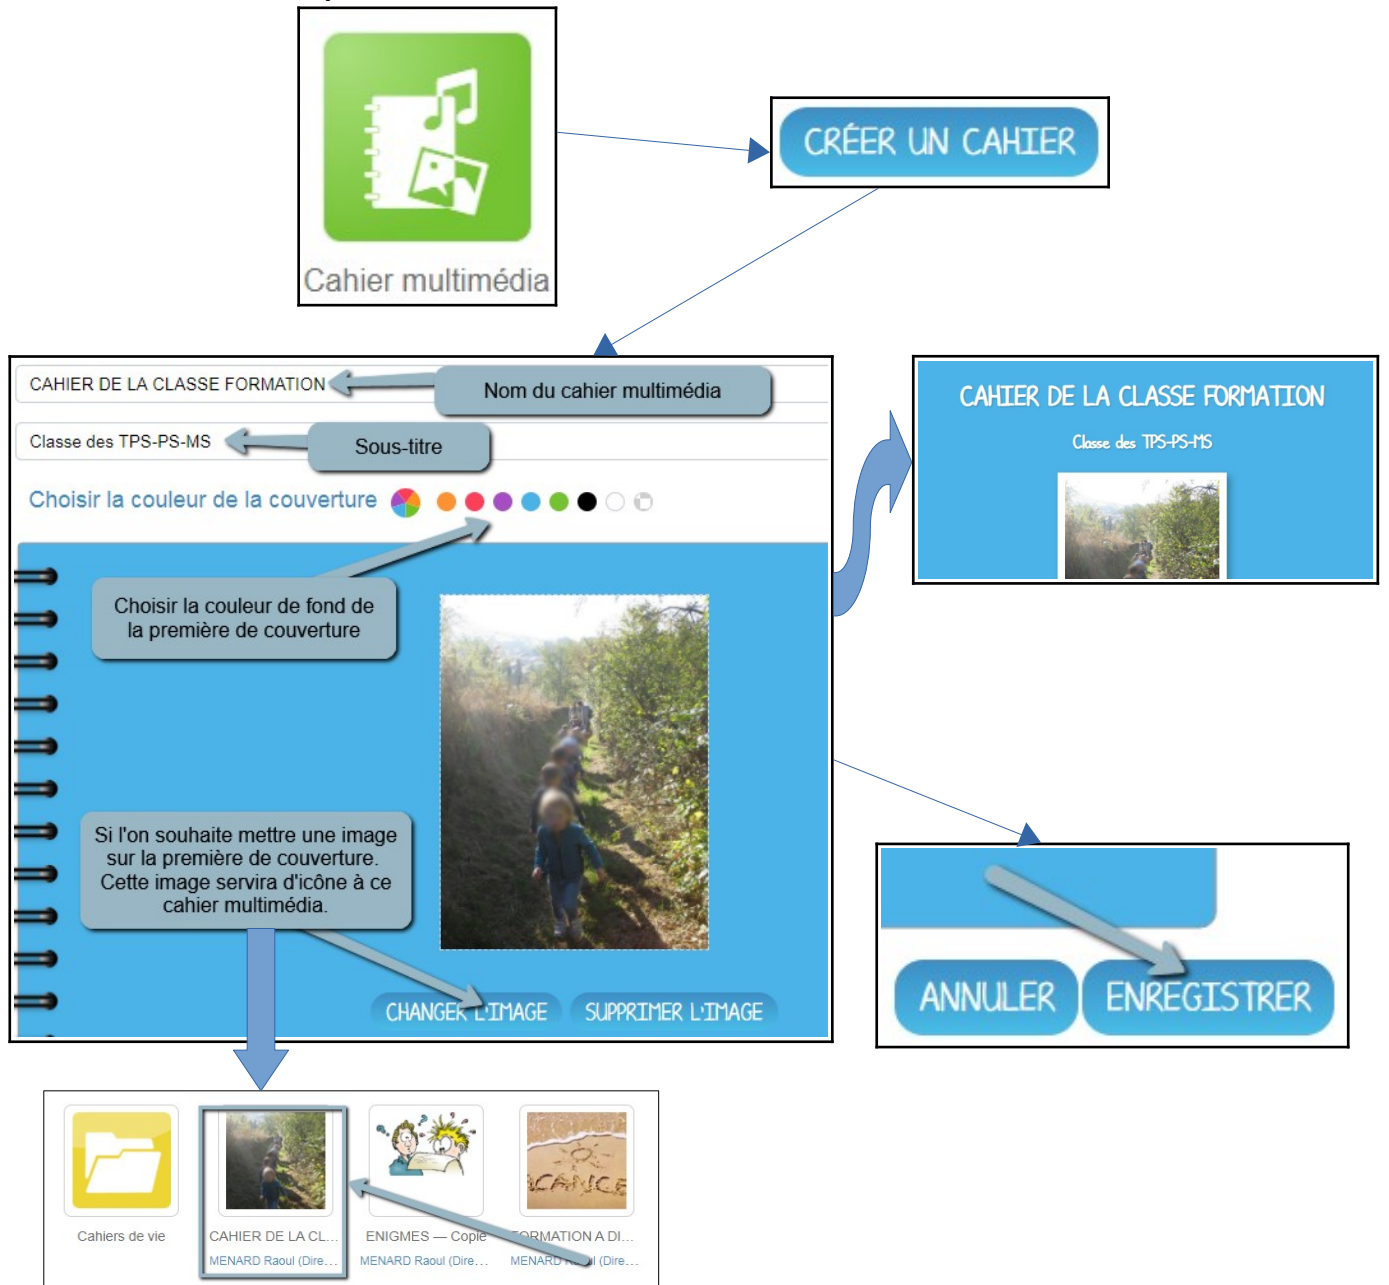 Cahier multimédia
CRÉER UN CAHIER
CAHIER DE LA CLASSE FORMATION
Nom du cahier multimédia
Classe des TPS-PS-MS
Sous-titre
Choisir la couleur de la couverture
Choisir la couleur de fond de
la première de couverture
Si l'on souhaite mettre une image
sur la première de couverture.
Cette image servira d'icône à ce
cahier multimédia.
CHANGER L'IMAGE
SUPPRIMER L'IMAGE
CAHIER DE LA CLASSE FORMATION
Classe des TPS-PS-MS
ANNULER
ENREGISTRER
Cahiers de vie
CAHIER DE LA CL...
MENARD Raoul (Dire...
ENIGMES — Copie
MENARD Raoul (Dire...
ACANCE
FORMATION A DI...
MENARD Raoul (Dire...